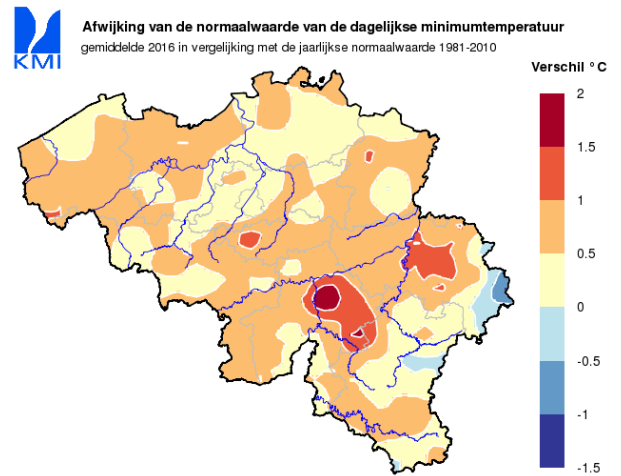 Afwijking van de normaalwaarde van de dagelijkse minimumtemperatuur
gemiddelde 2016 in vergelijking met de jaarlijkse normaalwaarde 1981-2010
KMI
Verschil °C
2
1.5
1
0.5
0
-0.5
-1
-1.5